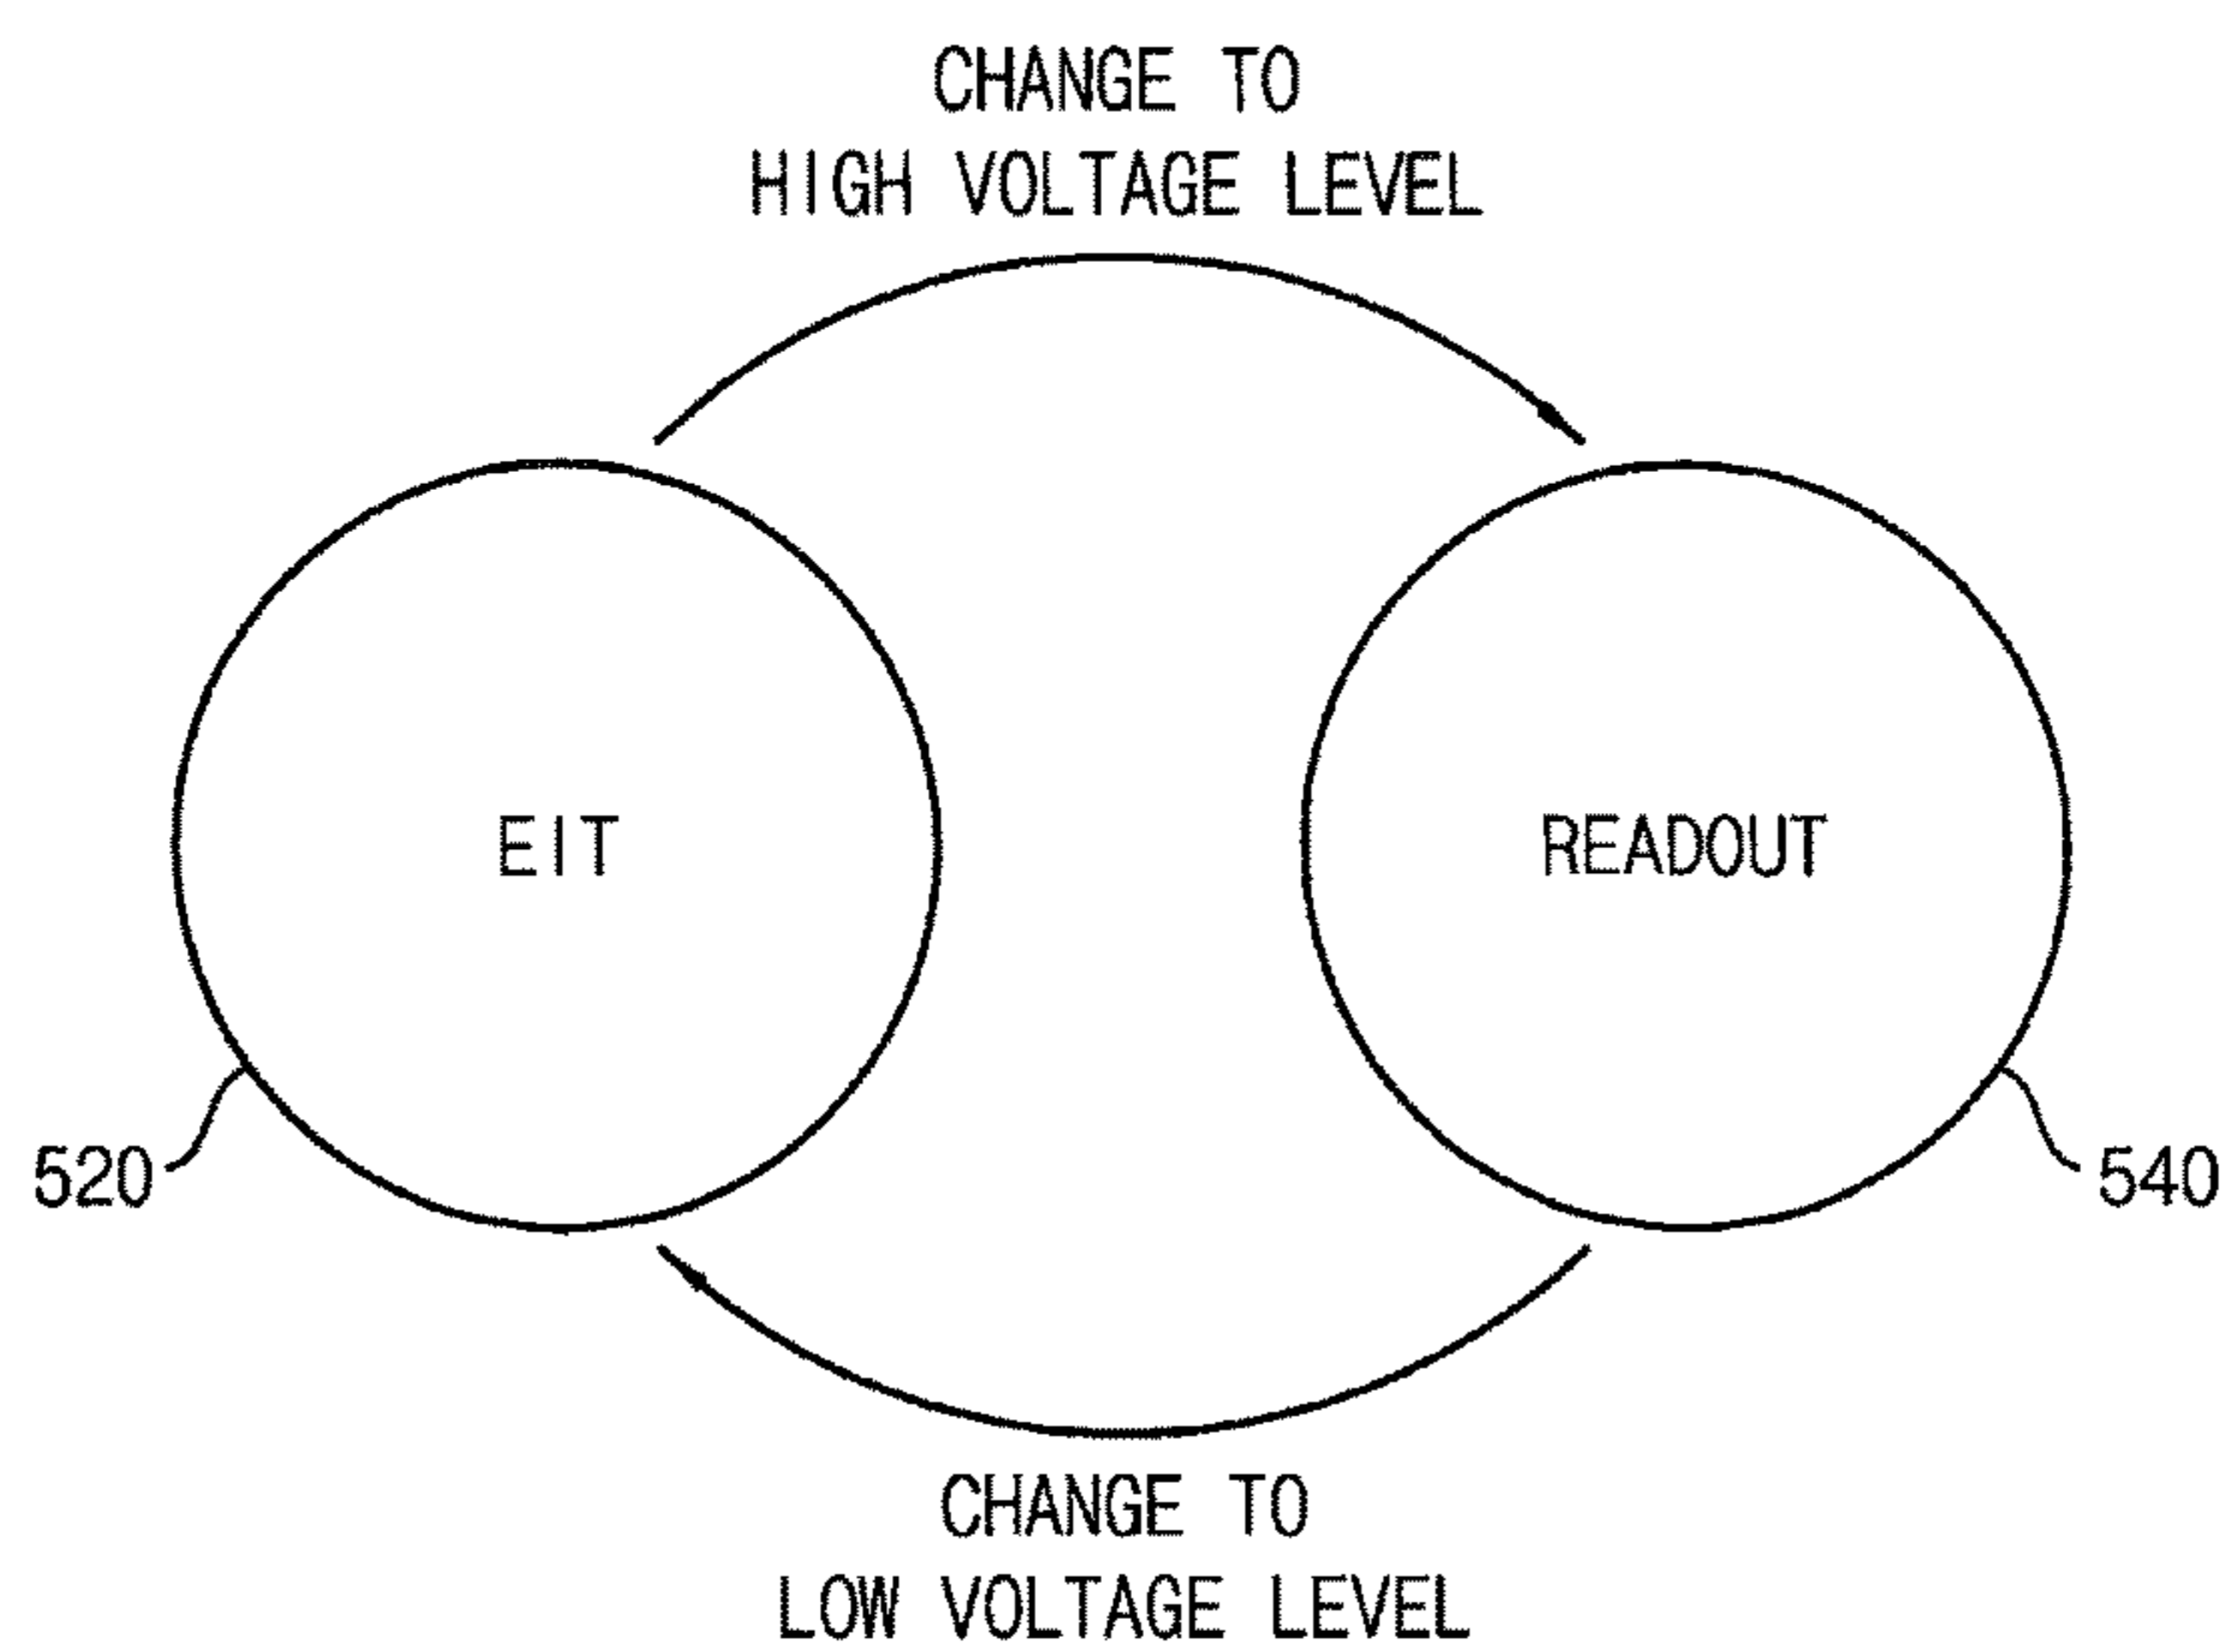 CHANGE TO
HIGH VOLTAGE LEVEL
EIT
READOUT
520
540
CHANGE TO
LOW VOLTAGE LEVEL